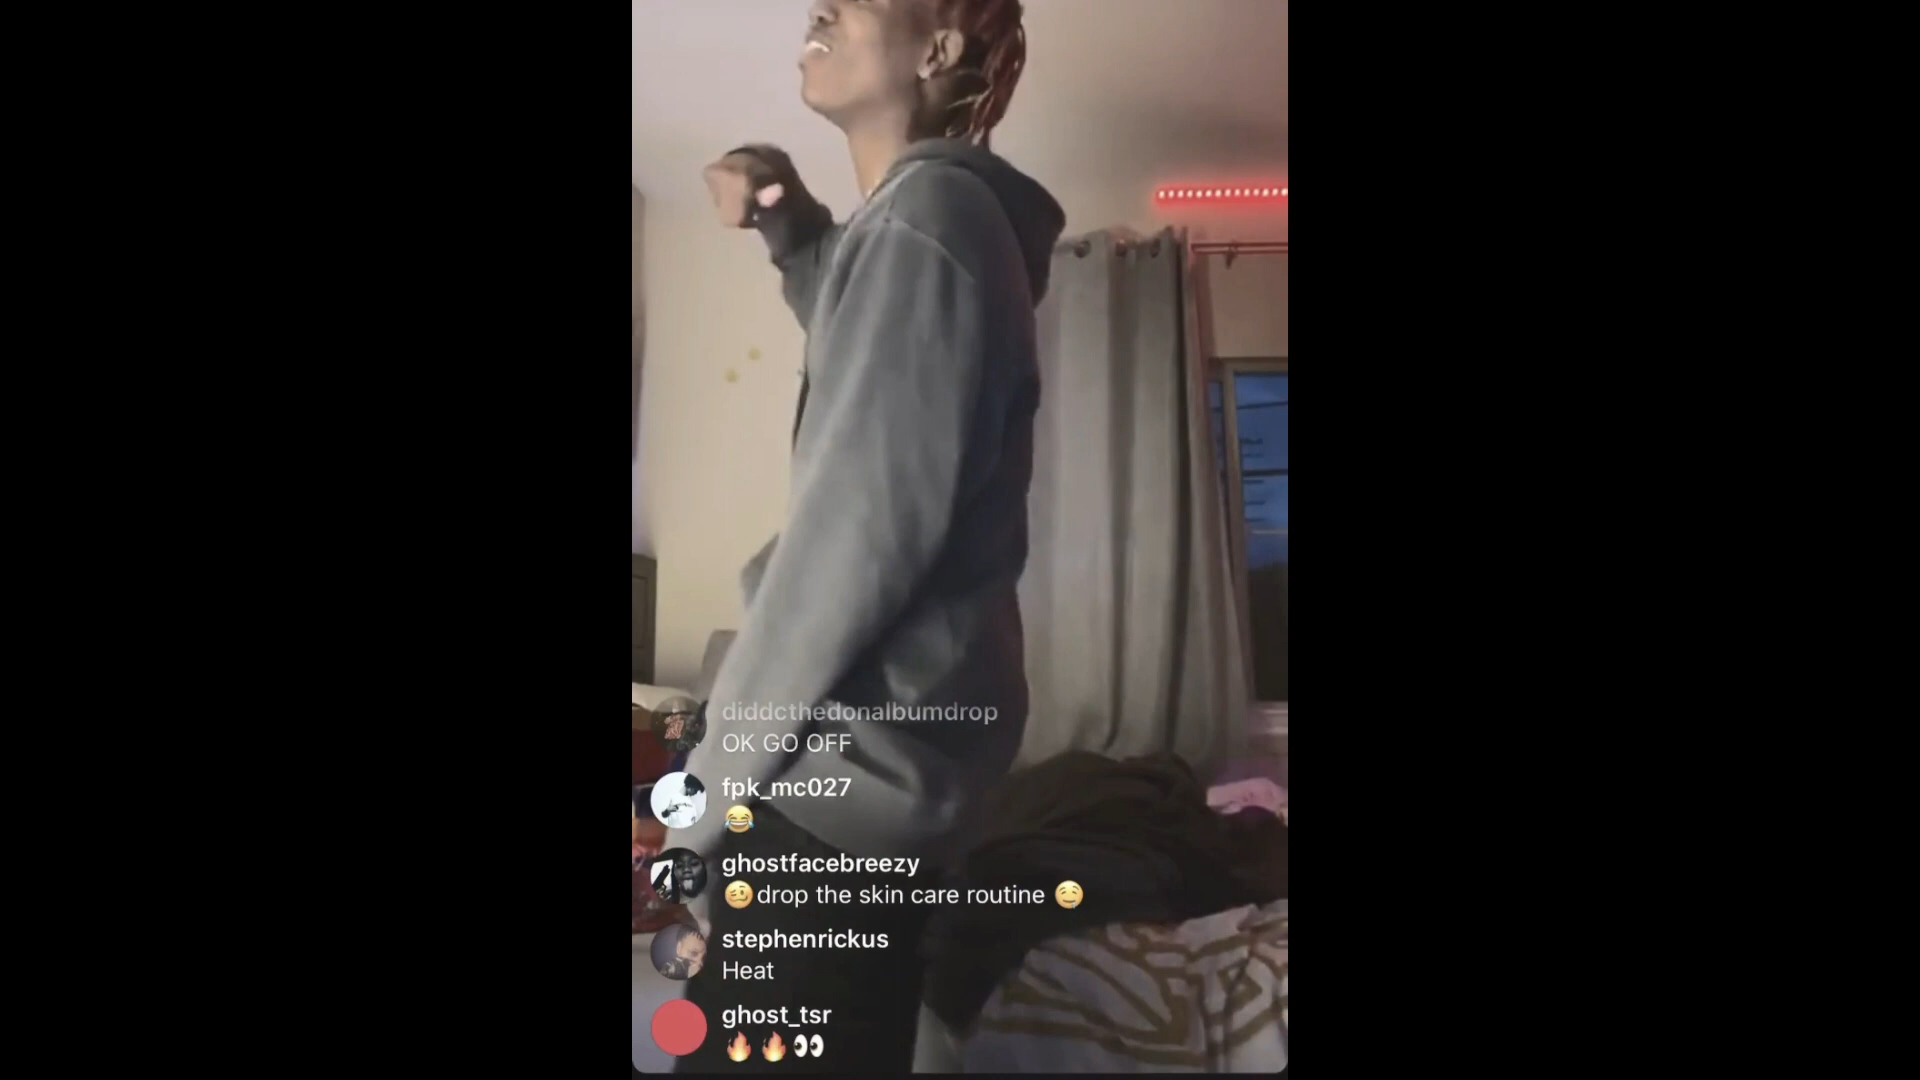 diddcthedonalbumdrop
OK GO OFF
fpk_mc027
😂
ghostfacebreezy
🥴drop the skin care routine 🤤
stephenrickus
Heat
ghost_tsr
🔥🔥👀